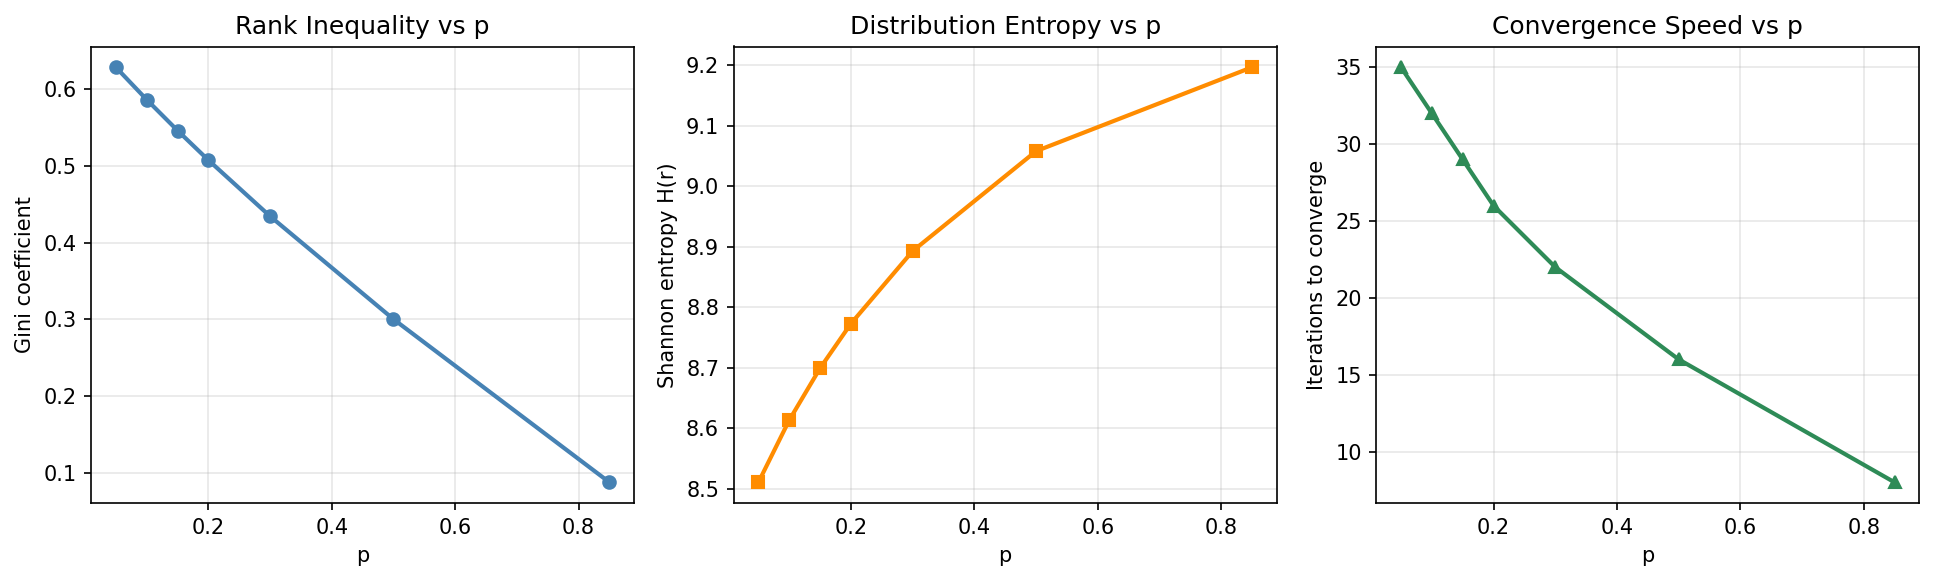 Rank Inequality vs p
Gini coefficient
0.6
0.5
0.4
0.3
0.2
0.1
0.2 0.4 0.6 0.8
p
Distribution Entropy vs p
Shannon entropy H(r)
9.2
9.1
9.0
8.9
8.8
8.7
8.6
8.5
0.2 0.4 0.6 0.8
p
Convergence Speed vs p
Iterations to converge
35
30
25
20
15
10
0.2 0.4 0.6 0.8
p